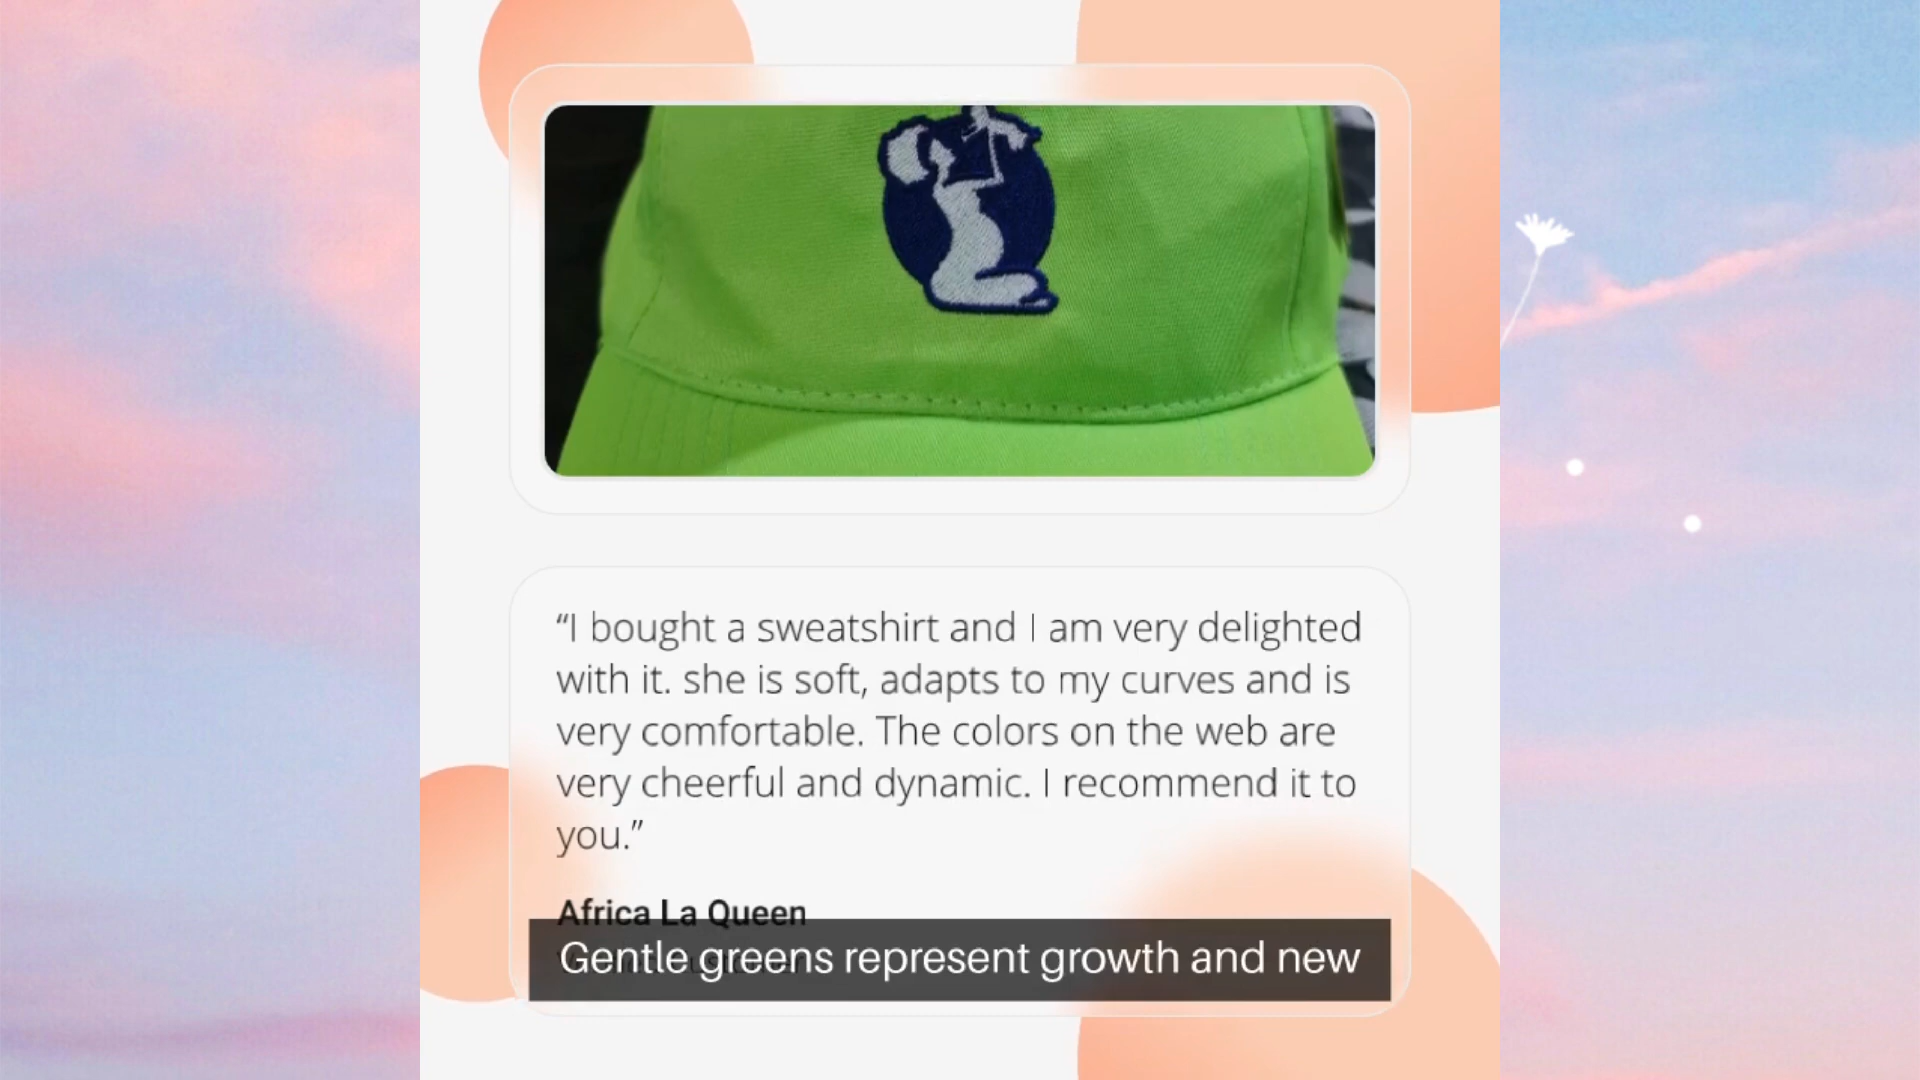 “I bought a sweatshirt and I am very delighted
with it. she is soft, adapts to my curves and is
very comfortable. The colors on the web are
very cheerful and dynamic. I recommend it to
you.”
Africa La Queen
Gentle greens represent growth and new